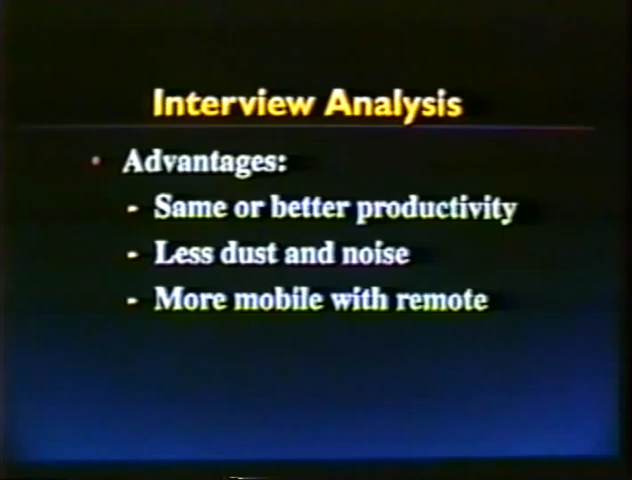 Interview Analysis
• Advantages:
- Same or better productivity
- Less dust and noise
- More mobile with remote